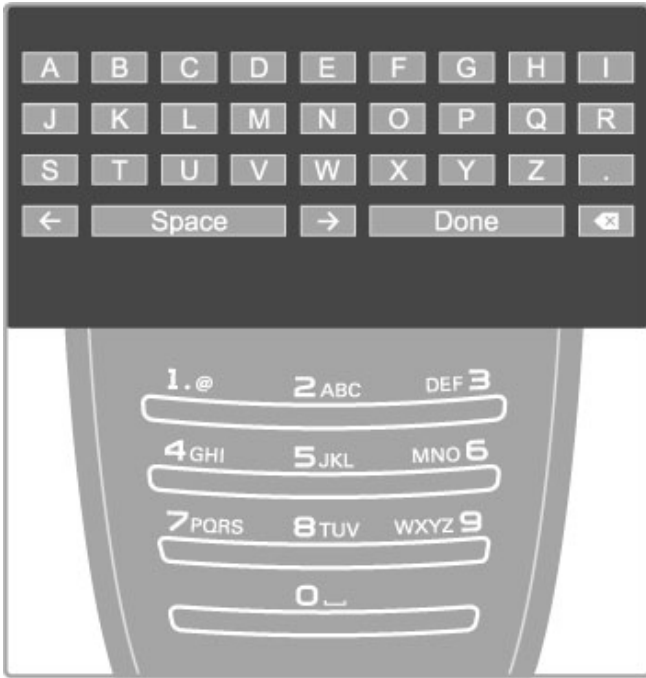 A B C D E F G H I
J K L M N O P Q R
S T U V W X Y Z .
← Space → Done ⌫
1.@ 2ABC DEF3
4GHI 5JKL MNO6
7PQRS 8TUV WXYZ9
0⎵